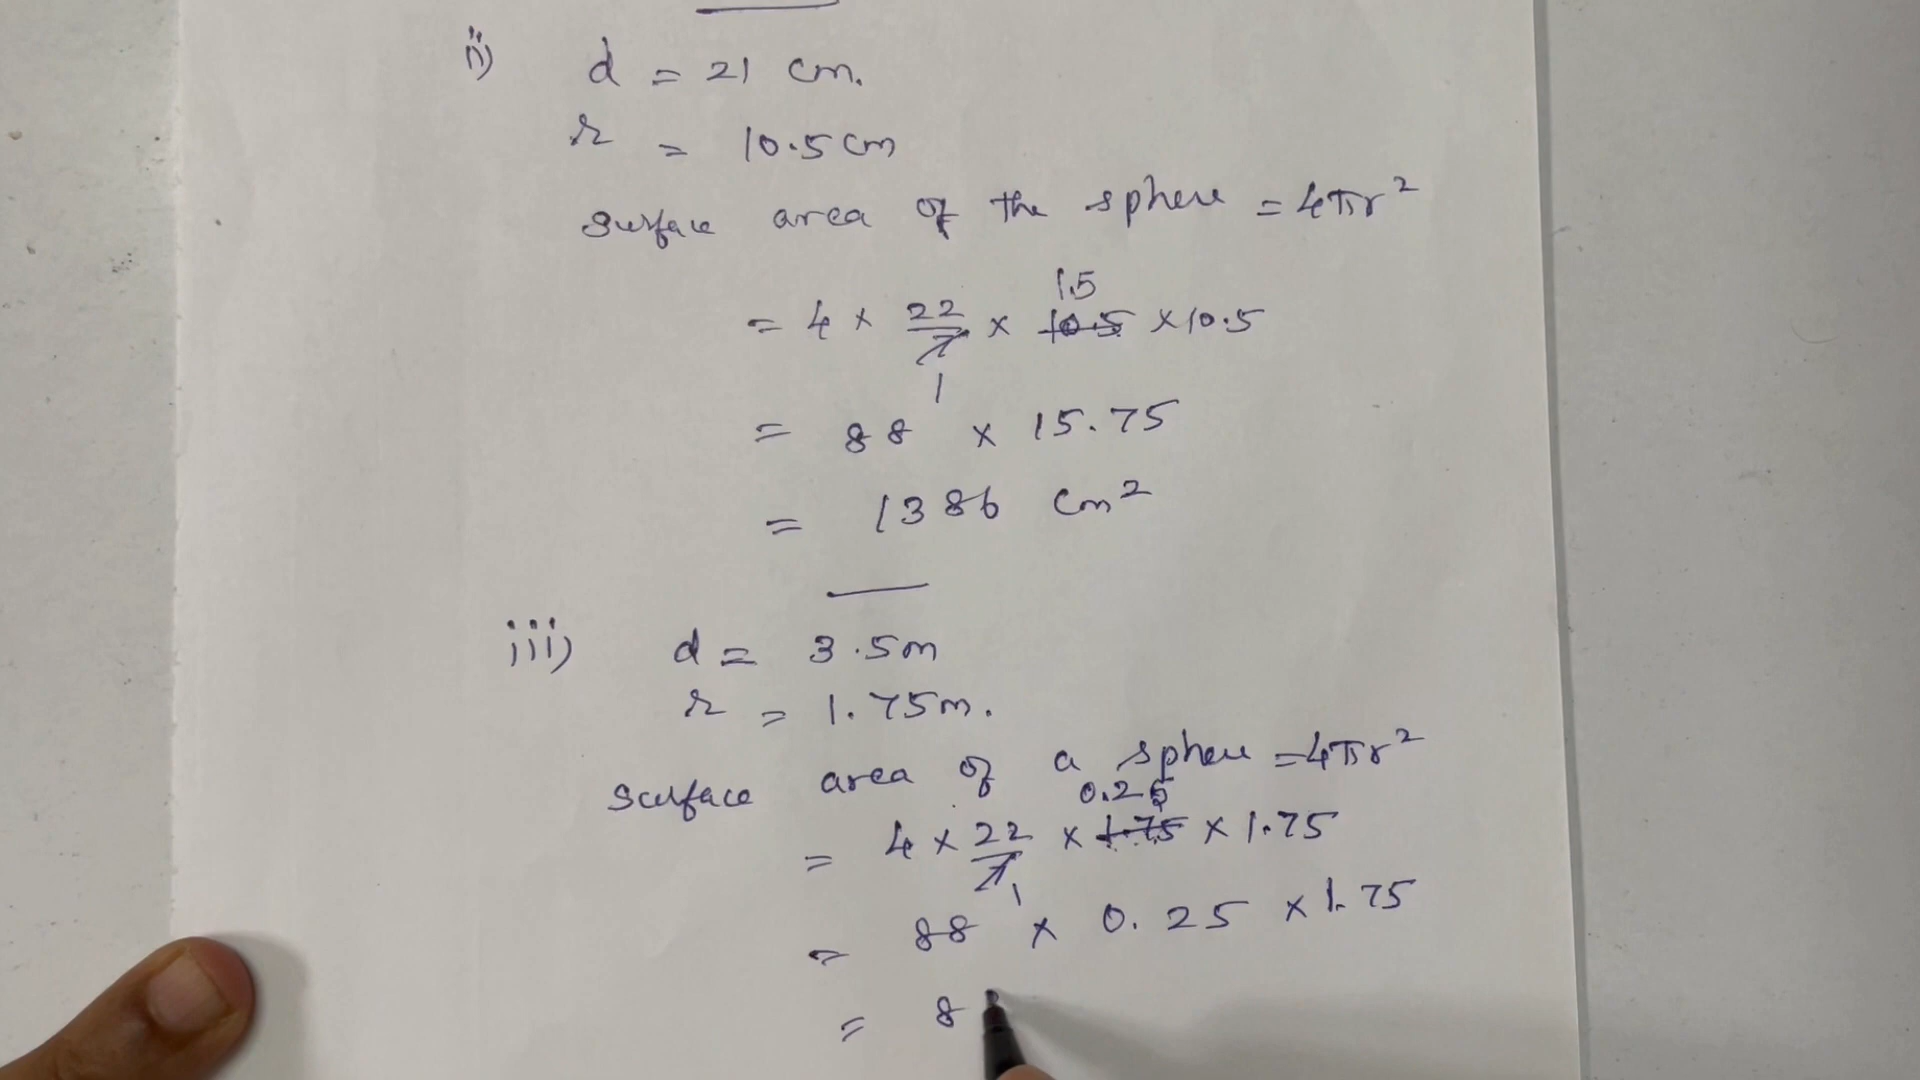 ii) d = 21 cm.
r = 10.5 cm
Surface area of the sphere = 4πr²
1.5
= 4 × 22/7 × 10.5 × 10.5
1
= 88 × 15.75
= 1386 cm²
iii) d = 3.5m
r = 1.75m.
Surface area of a sphere = 4πr²
0.25
= 4 × 22/7 × 1.75 × 1.75
1
= 88 × 0.25 × 1.75
= 8